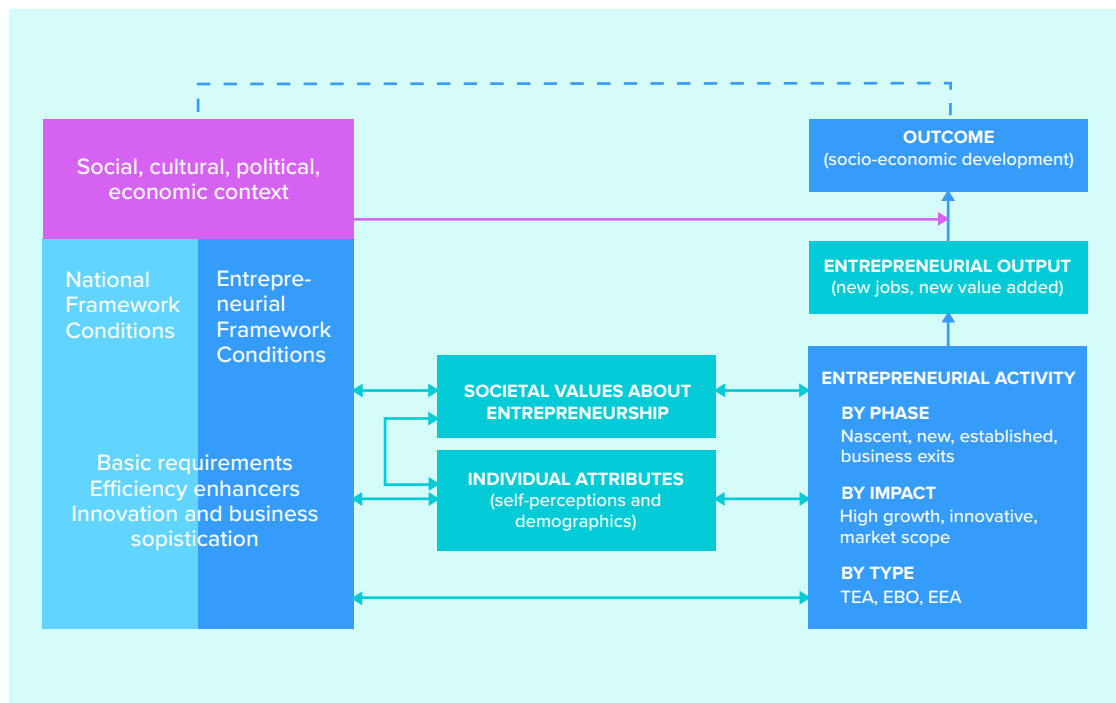 Social, cultural, political,
economic context
National
Framework
Conditions
Entrepre-
neurial
Framework
Conditions
Basic requirements
Efficiency enhancers
Innovation and business
sopistication
SOCIETAL VALUES ABOUT
ENTREPRENEURSHIP
INDIVIDUAL ATTRIBUTES
(self-perceptions and
demographics)
OUTCOME
(socio-economic development)
ENTREPRENEURIAL OUTPUT
(new jobs, new value added)
ENTREPRENEURIAL ACTIVITY
BY PHASE
Nascent, new, established,
business exits
BY IMPACT
High growth, innovative,
market scope
BY TYPE
TEA, EBO, EEA